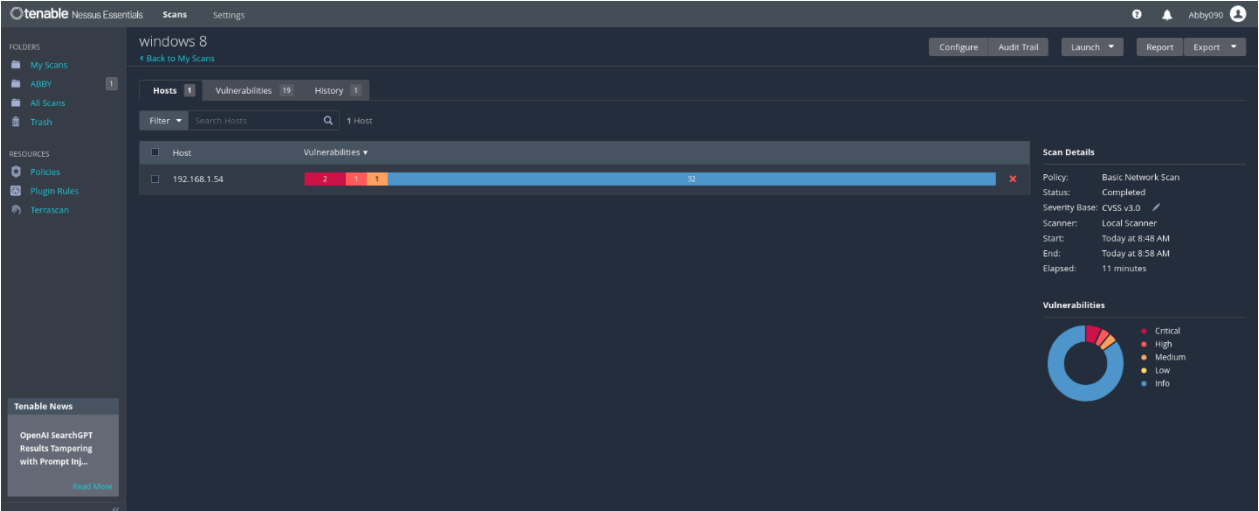 tenable Nessus Essentials Scans Settings Abby090
FOLDERS
My Scans
ABBY 1
All Scans
Trash
RESOURCES
Policies
Plugin Rules
Terrascan
Tenable News
OpenAI SearchGPT
Results Tampering
with Prompt Inj...
Read More
windows 8
Back to My Scans
Configure Audit Trail Launch Report Export
Hosts 1 Vulnerabilities 19 History 1
Filter Search Hosts 1 Host
Host Vulnerabilities
192.168.1.54 2 1 1 32
Scan Details
Policy: Basic Network Scan
Status: Completed
Severity Base: CVSS v3.0
Scanner: Local Scanner
Start: Today at 8:48 AM
End: Today at 8:58 AM
Elapsed: 11 minutes
Vulnerabilities
Critical
High
Medium
Low
Info